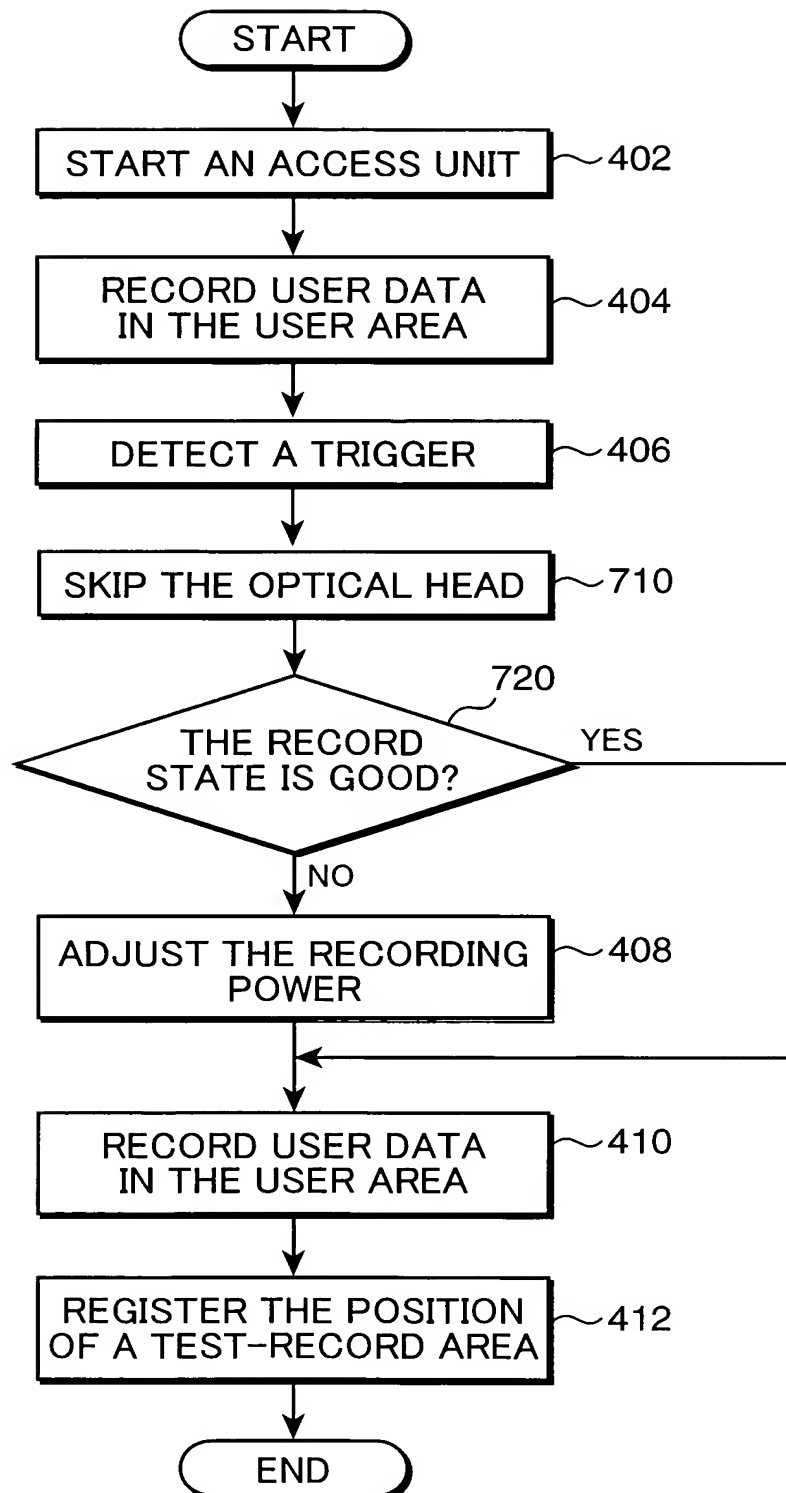 START
START AN ACCESS UNIT
402
RECORD USER DATA
IN THE USER AREA
404
DETECT A TRIGGER
406
SKIP THE OPTICAL HEAD
710
720
THE RECORD
STATE IS GOOD?
YES
NO
ADJUST THE RECORDING
POWER
408
RECORD USER DATA
IN THE USER AREA
410
REGISTER THE POSITION
OF A TEST-RECORD AREA
412
END